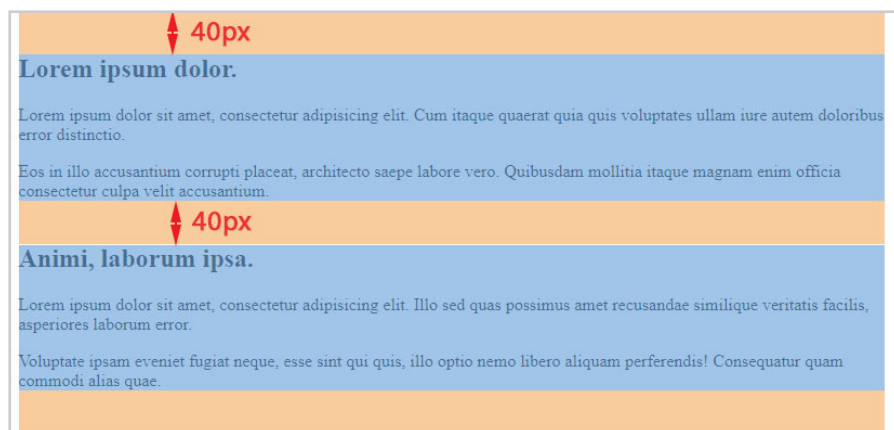 40px
Lorem ipsum dolor.
Lorem ipsum dolor sit amet, consectetur adipisicing elit. Cum itaque quaerat quia quis voluptates ullam iure autem doloribus
error distinctio.
Eos in illo accusantium corrupti placeat, architecto saepe labore vero. Quibusdam mollitia itaque magnam enim officia
consectetur culpa velit accusantium.
40px
Animi, laborum ipsa.
Lorem ipsum dolor sit amet, consectetur adipisicing elit. Illo sed quas possimus amet recusandae similique veritatis facilis,
asperiores laborum error.
Voluptate ipsam eveniet fugiat neque, esse sint qui quis, illo optio nemo libero aliquam perferendis! Consequatur quam
commodi alias quae.